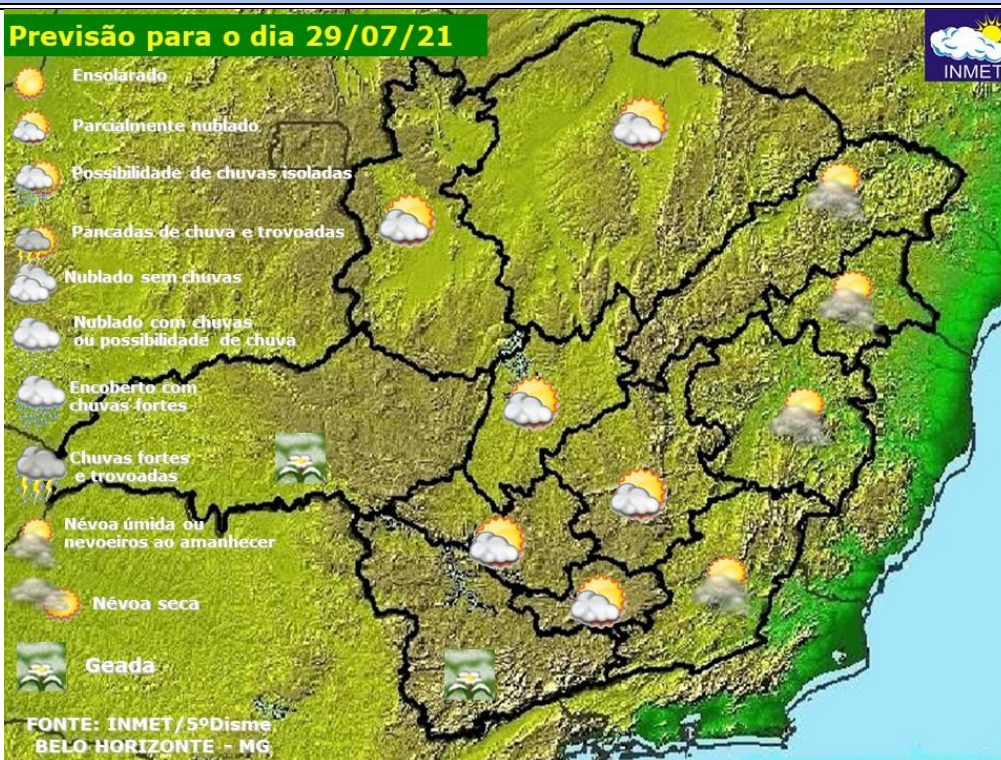 Previsão para o dia 29/07/21
INMET
Ensolarado
Parcialmente nublado
Possibilidade de chuvas isoladas
Pancadas de chuva e trovoadas
Nublado sem chuvas
Nublado com chuvas
ou possibilidade de chuva
Encoberto com
chuvas fortes
Chuvas fortes
e trovoadas
Névoa úmida ou
nevoeiros ao amanhecer
Névoa seca
Geada
FONTE: INMET/5ºDisme
BELO HORIZONTE - MG